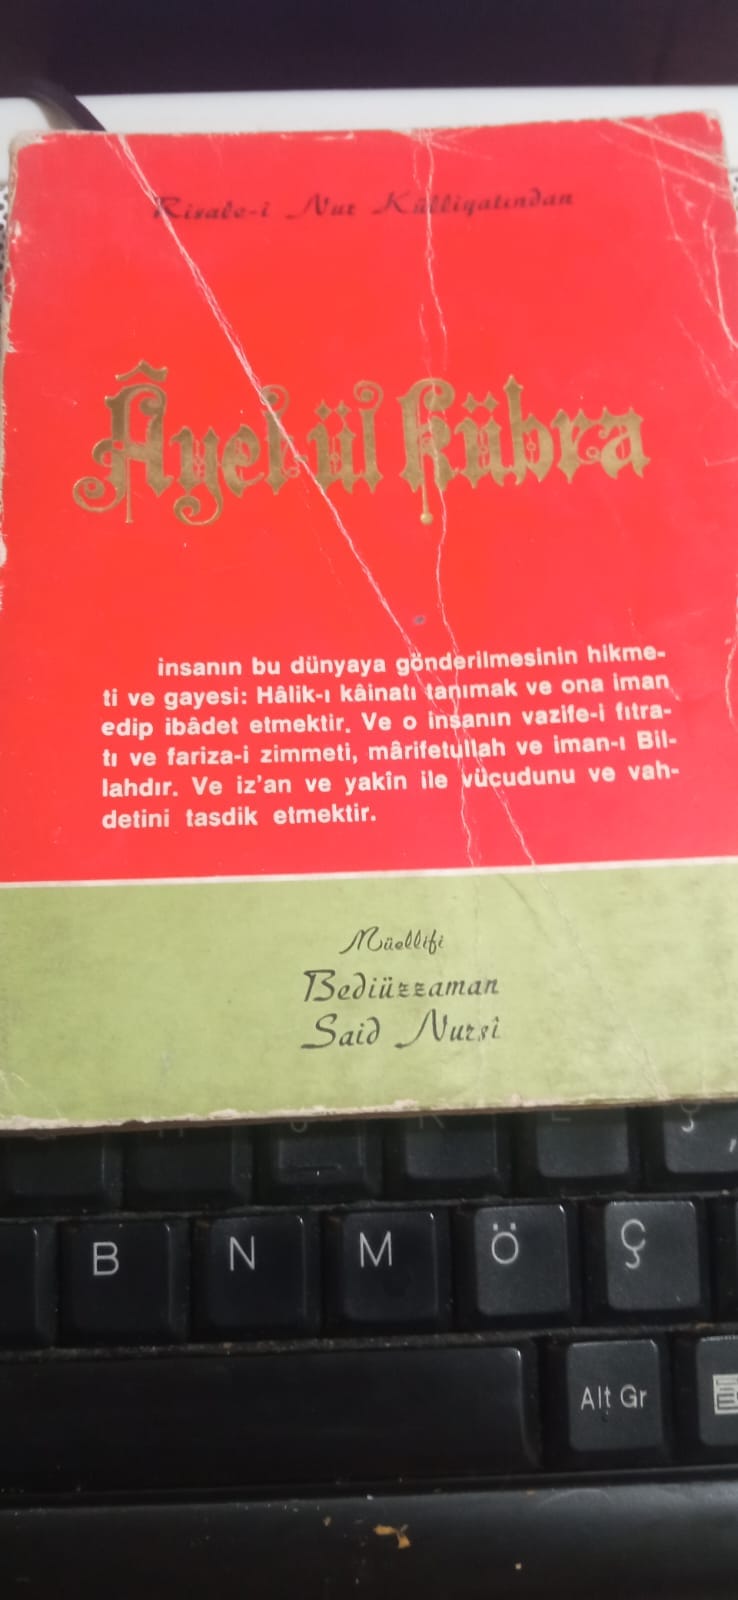 Risale-i Nur Külliyatından
Âyet ül Kübra
insanın bu dünyaya gönderilmesinin hikme-
ti ve gayesi: Hâlik-ı kâinatı tanımak ve ona iman
edip ibâdet etmektir. Ve o insanın vazife-i fıtra-
tı ve fariza-i zimmeti, mârifetullah ve iman-ı Bil-
lahdır. Ve iz'an ve yakîn ile vücudunu ve vah-
detini tasdik etmektir.
Müellifi
Bediüzzaman
Said Nursî
B N M Ö Ç
Alt Gr